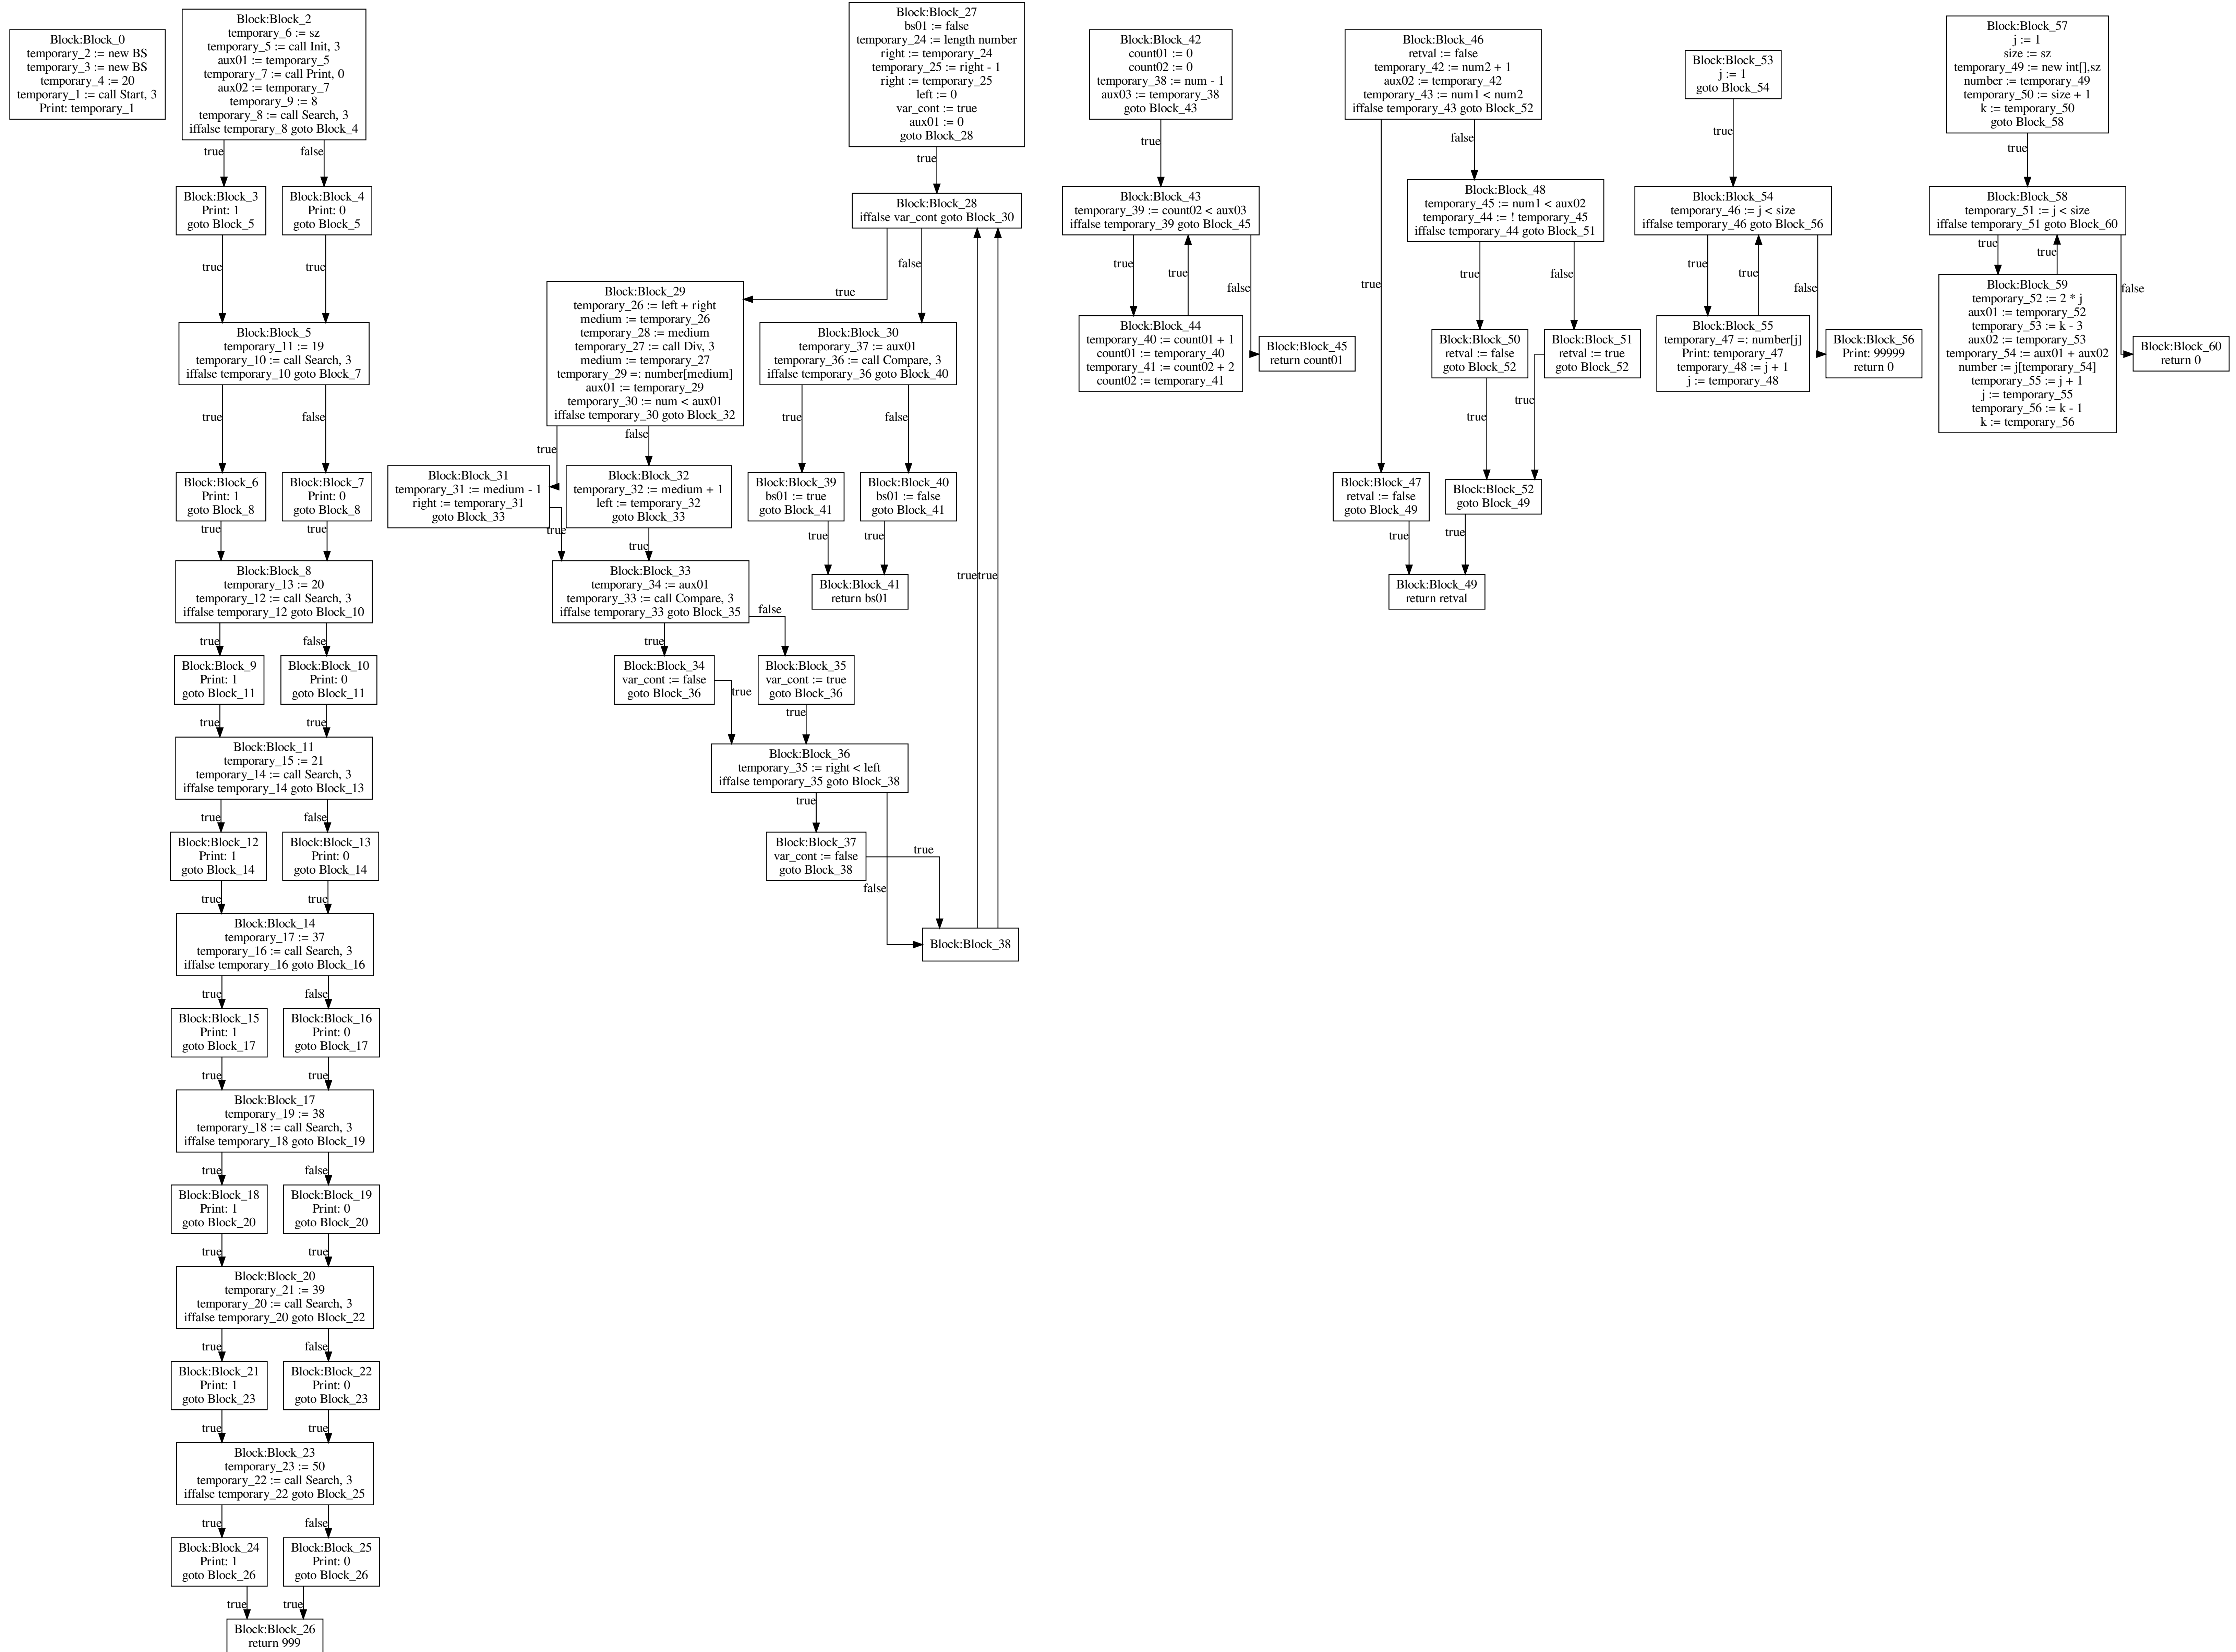 Block:Block_0
temporary_2 := new BS
temporary_3 := new BS
temporary_4 := 20
temporary_1 := call Start, 3
Print: temporary_1
Block:Block_2
temporary_6 := sz
temporary_5 := call Init, 3
aux01 := temporary_5
temporary_7 := call Print, 0
aux02 := temporary_7
temporary_9 := 8
temporary_8 := call Search, 3
iffalse temporary_8 goto Block_4
true
false
Block:Block_3
Print: 1
goto Block_5
Block:Block_4
Print: 0
goto Block_5
true
true
Block:Block_5
temporary_11 := 19
temporary_10 := call Search, 3
iffalse temporary_10 goto Block_7
true
false
Block:Block_6
Print: 1
goto Block_8
Block:Block_7
Print: 0
goto Block_8
true
true
Block:Block_8
temporary_13 := 20
temporary_12 := call Search, 3
iffalse temporary_12 goto Block_10
true
false
Block:Block_9
Print: 1
goto Block_11
Block:Block_10
Print: 0
goto Block_11
true
true
Block:Block_11
temporary_15 := 21
temporary_14 := call Search, 3
iffalse temporary_14 goto Block_13
true
false
Block:Block_12
Print: 1
goto Block_14
Block:Block_13
Print: 0
goto Block_14
true
true
Block:Block_14
temporary_17 := 37
temporary_16 := call Search, 3
iffalse temporary_16 goto Block_16
true
false
Block:Block_15
Print: 1
goto Block_17
Block:Block_16
Print: 0
goto Block_17
true
true
Block:Block_17
temporary_19 := 38
temporary_18 := call Search, 3
iffalse temporary_18 goto Block_19
true
false
Block:Block_18
Print: 1
goto Block_20
Block:Block_19
Print: 0
goto Block_20
true
true
Block:Block_20
temporary_21 := 39
temporary_20 := call Search, 3
iffalse temporary_20 goto Block_22
true
false
Block:Block_21
Print: 1
goto Block_23
Block:Block_22
Print: 0
goto Block_23
true
true
Block:Block_23
temporary_23 := 50
temporary_22 := call Search, 3
iffalse temporary_22 goto Block_25
true
false
Block:Block_24
Print: 1
goto Block_26
Block:Block_25
Print: 0
goto Block_26
true
true
Block:Block_26
return 999
Block:Block_27
bs01 := false
temporary_24 := length number
right := temporary_24
temporary_25 := right - 1
right := temporary_25
left := 0
var_cont := true
aux01 := 0
goto Block_28
true
Block:Block_28
iffalse var_cont goto Block_30
true
false
Block:Block_29
temporary_26 := left + right
medium := temporary_26
temporary_28 := medium
temporary_27 := call Div, 3
medium := temporary_27
temporary_29 =: number[medium]
aux01 := temporary_29
temporary_30 := num < aux01
iffalse temporary_30 goto Block_32
Block:Block_30
temporary_37 := aux01
temporary_36 := call Compare, 3
iffalse temporary_36 goto Block_40
true
false
true
false
Block:Block_31
temporary_31 := medium - 1
right := temporary_31
goto Block_33
Block:Block_32
temporary_32 := medium + 1
left := temporary_32
goto Block_33
Block:Block_39
bs01 := true
goto Block_41
Block:Block_40
bs01 := false
goto Block_41
true
true
true
true
Block:Block_33
temporary_34 := aux01
temporary_33 := call Compare, 3
iffalse temporary_33 goto Block_35
Block:Block_41
return bs01
true
false
Block:Block_34
var_cont := false
goto Block_36
Block:Block_35
var_cont := true
goto Block_36
true
true
Block:Block_36
temporary_35 := right < left
iffalse temporary_35 goto Block_38
true
false
Block:Block_37
var_cont := false
goto Block_38
true
Block:Block_38
true
true
Block:Block_42
count01 := 0
count02 := 0
temporary_38 := num - 1
aux03 := temporary_38
goto Block_43
true
Block:Block_43
temporary_39 := count02 < aux03
iffalse temporary_39 goto Block_45
true
true
false
Block:Block_44
temporary_40 := count01 + 1
count01 := temporary_40
temporary_41 := count02 + 2
count02 := temporary_41
Block:Block_45
return count01
Block:Block_46
retval := false
temporary_42 := num2 + 1
aux02 := temporary_42
temporary_43 := num1 < num2
iffalse temporary_43 goto Block_52
true
false
Block:Block_48
temporary_45 := num1 < aux02
temporary_44 := ! temporary_45
iffalse temporary_44 goto Block_51
true
false
Block:Block_50
retval := false
goto Block_52
Block:Block_51
retval := true
goto Block_52
true
true
Block:Block_47
retval := false
goto Block_49
Block:Block_52
goto Block_49
true
true
Block:Block_49
return retval
Block:Block_53
j := 1
goto Block_54
true
Block:Block_54
temporary_46 := j < size
iffalse temporary_46 goto Block_56
true
true
false
Block:Block_55
temporary_47 =: number[j]
Print: temporary_47
temporary_48 := j + 1
j := temporary_48
Block:Block_56
Print: 99999
return 0
Block:Block_57
j := 1
size := sz
temporary_49 := new int[],sz
number := temporary_49
temporary_50 := size + 1
k := temporary_50
goto Block_58
true
Block:Block_58
temporary_51 := j < size
iffalse temporary_51 goto Block_60
true
true
false
Block:Block_59
temporary_52 := 2 * j
aux01 := temporary_52
temporary_53 := k - 3
aux02 := temporary_53
temporary_54 := aux01 + aux02
number := j[temporary_54]
temporary_55 := j + 1
j := temporary_55
temporary_56 := k - 1
k := temporary_56
Block:Block_60
return 0